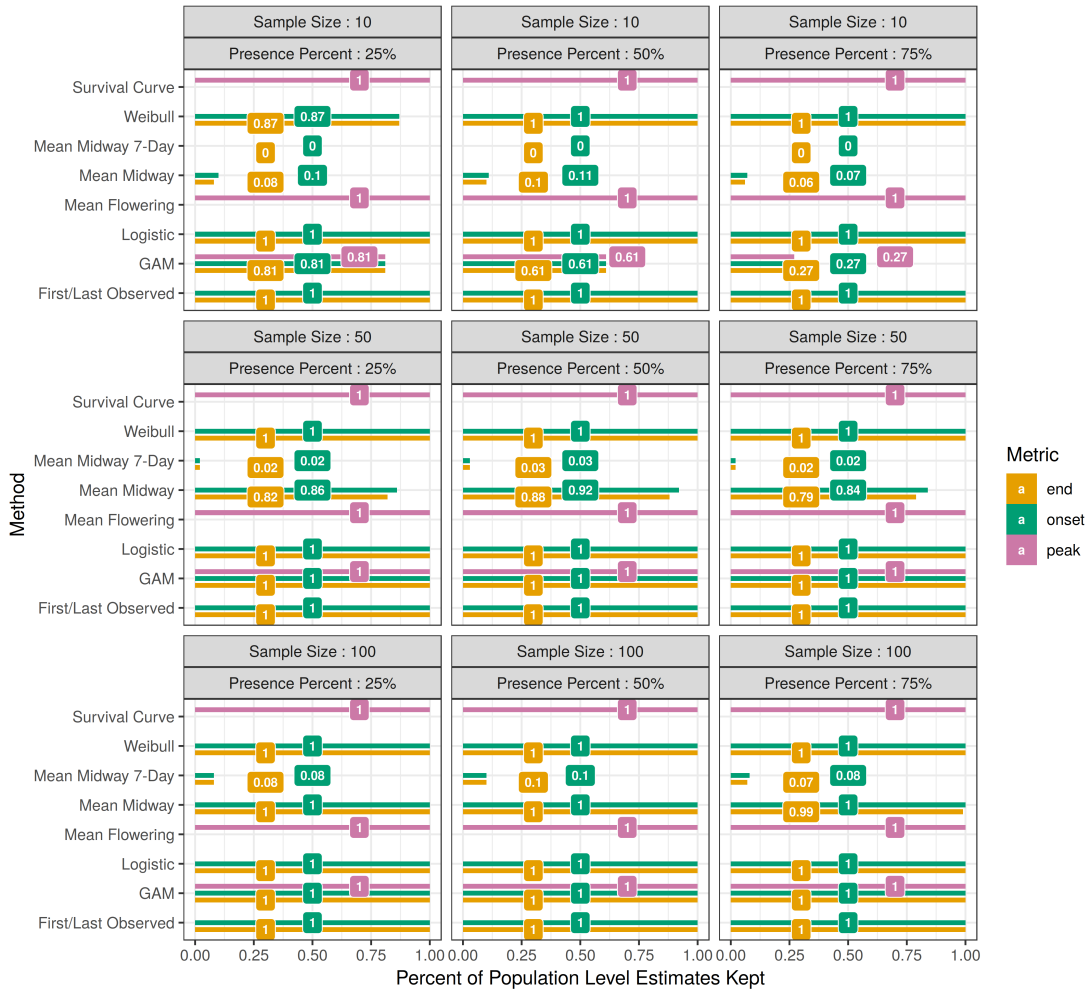 Sample Size : 10
Sample Size : 10
Sample Size : 10
Presence Percent : 25%
Presence Percent : 50%
Presence Percent : 75%
Survival Curve 1 1 1
Weibull 0.87 0.87 1 1 1 1
Mean Midway 7-Day 0 0 0 0 0 0
Mean Midway 0.08 0.1 0.1 0.11 0.06 0.07
Mean Flowering 1 1 1
Logistic 1 1 1 1 1 1
GAM 0.81 0.81 0.81 0.61 0.61 0.61 0.27 0.27 0.27
First/Last Observed 1 1 1 1 1 1
Sample Size : 50
Sample Size : 50
Sample Size : 50
Presence Percent : 25%
Presence Percent : 50%
Presence Percent : 75%
Survival Curve 1 1 1
Weibull 1 1 1 1 1 1
Mean Midway 7-Day 0.02 0.02 0.03 0.03 0.02 0.02
Mean Midway 0.82 0.86 0.88 0.92 0.79 0.84
Mean Flowering 1 1 1
Logistic 1 1 1 1 1 1
GAM 1 1 1 1 1 1 1 1 1
First/Last Observed 1 1 1 1 1 1
Sample Size : 100
Sample Size : 100
Sample Size : 100
Presence Percent : 25%
Presence Percent : 50%
Presence Percent : 75%
Survival Curve 1 1 1
Weibull 1 1 1 1 1 1
Mean Midway 7-Day 0.08 0.08 0.1 0.1 0.07 0.08
Mean Midway 1 1 1 1 0.99 1
Mean Flowering 1 1 1
Logistic 1 1 1 1 1 1
GAM 1 1 1 1 1 1 1 1 1
First/Last Observed 1 1 1 1 1 1
0.00 0.25 0.50 0.75 1.00
0.00 0.25 0.50 0.75 1.00
0.00 0.25 0.50 0.75 1.00
Percent of Population Level Estimates Kept
Method
Metric
a end
a onset
a peak